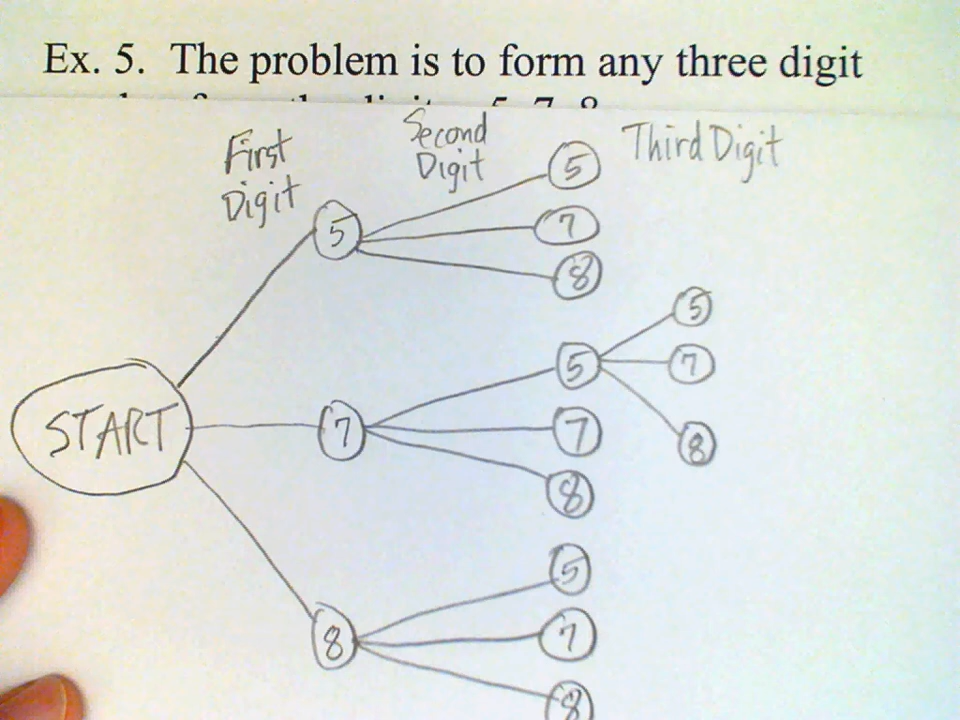 Ex. 5. The problem is to form any three digit
First
Digit
Second
Digit
Third Digit
5
7
8
5
START
7
5
7
8
5
7
8
8
5
7
8